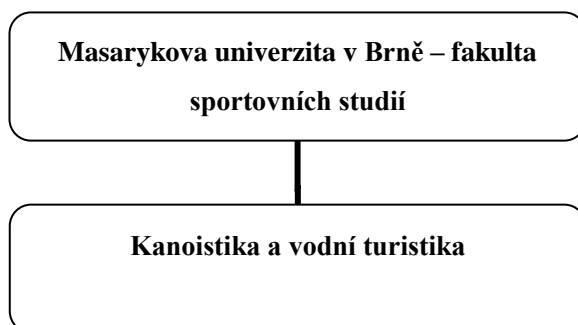 Masarykova univerzita v Brně – fakulta
sportovních studií
Kanoistika a vodní turistika